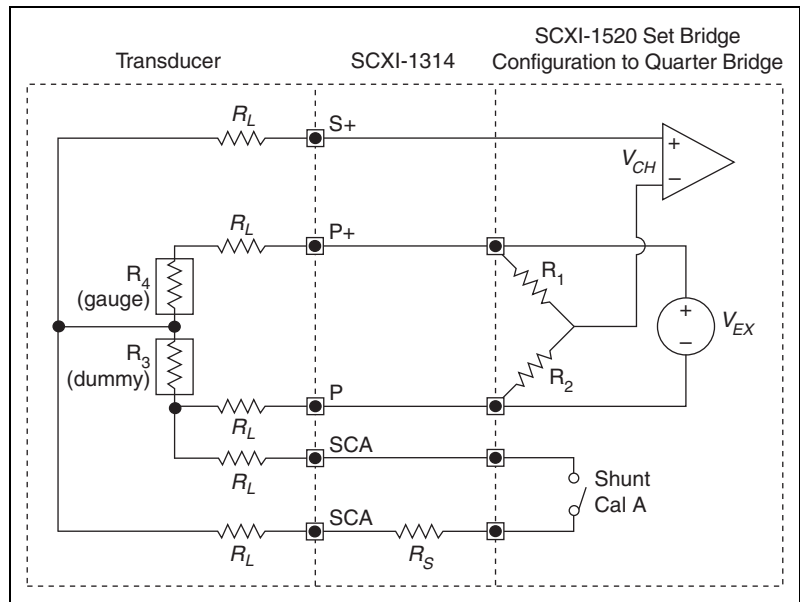 Transducer
SCXI-1314
SCXI-1520 Set Bridge
Configuration to Quarter Bridge
R_L
S+
+
V_CH
–
R_L
P+
R_4
(gauge)
R_1
+
V_EX
–
R_3
(dummy)
R_2
P
R_L
SCA
R_L
Shunt
Cal A
SCA
R_L
R_S